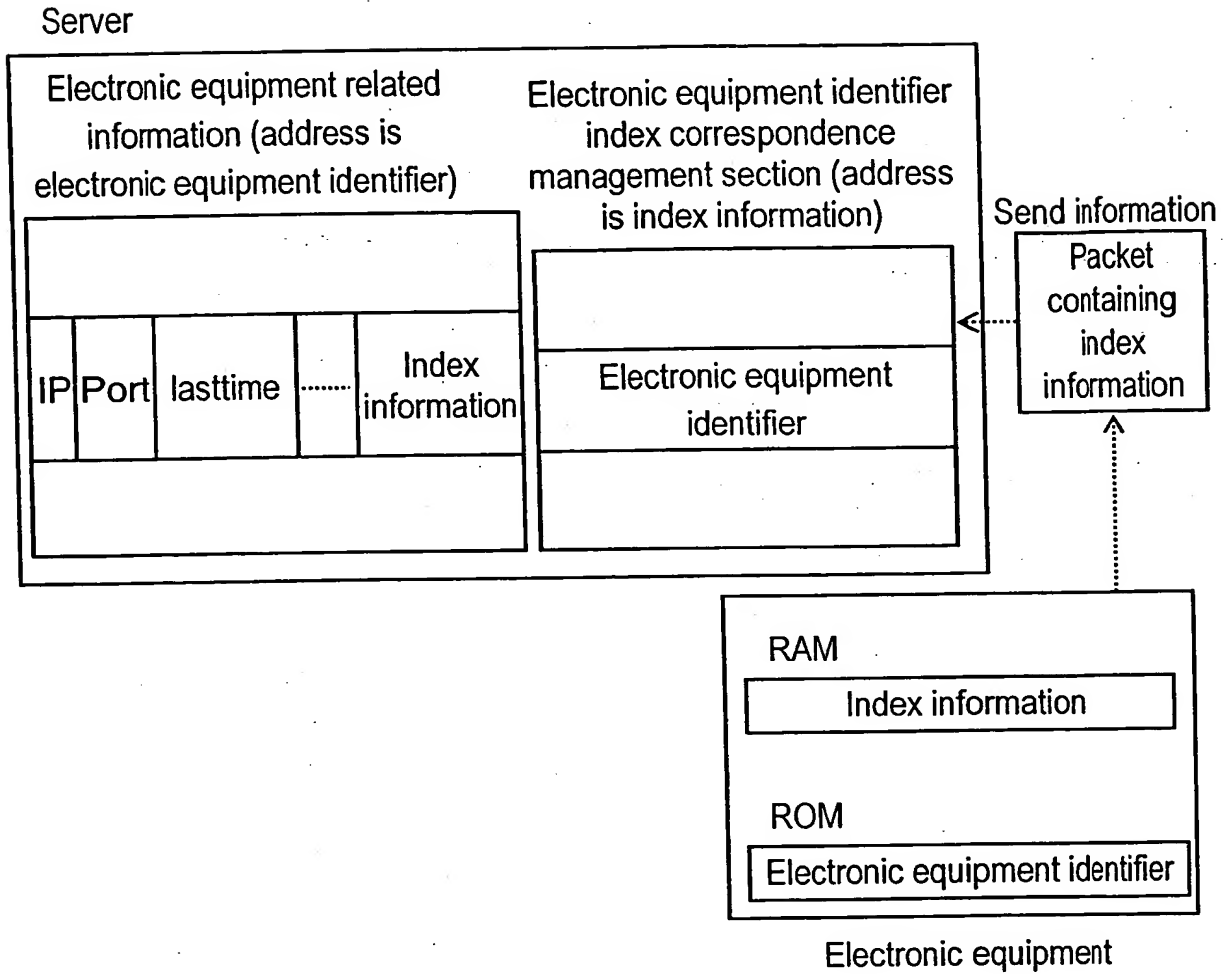 Server
Electronic equipment related
information (address is
electronic equipment identifier)
Electronic equipment identifier
index correspondence
management section (address
is index information)
Send information
Packet
containing
index
information
IP
Port
lasttime
........
Index
information
Electronic equipment
identifier
RAM
Index information
ROM
Electronic equipment identifier
Electronic equipment